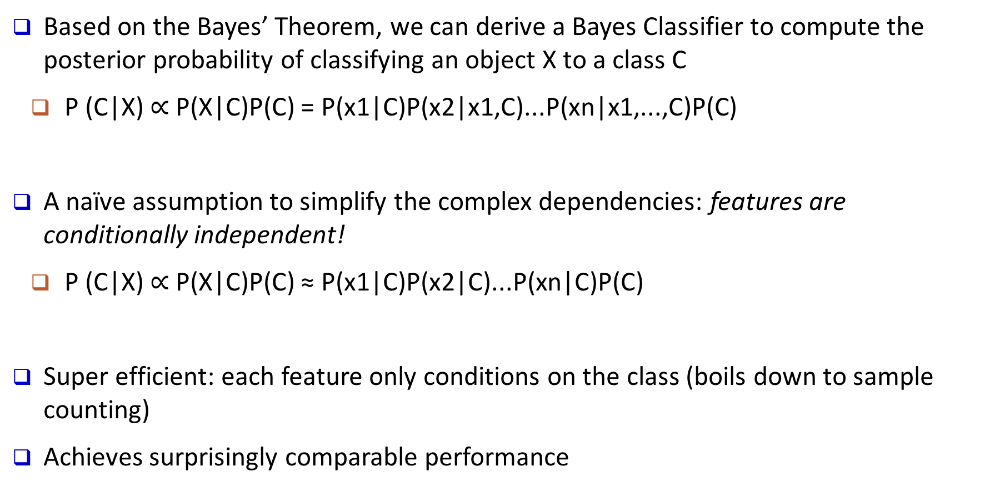 Based on the Bayes’ Theorem, we can derive a Bayes Classifier to compute the
posterior probability of classifying an object X to a class C
P (C|X) ∝ P(X|C)P(C) = P(x1|C)P(x2|x1,C)...P(xn|x1,...,C)P(C)
A naïve assumption to simplify the complex dependencies: features are
conditionally independent!
P (C|X) ∝ P(X|C)P(C) ≈ P(x1|C)P(x2|C)...P(xn|C)P(C)
Super efficient: each feature only conditions on the class (boils down to sample
counting)
Achieves surprisingly comparable performance